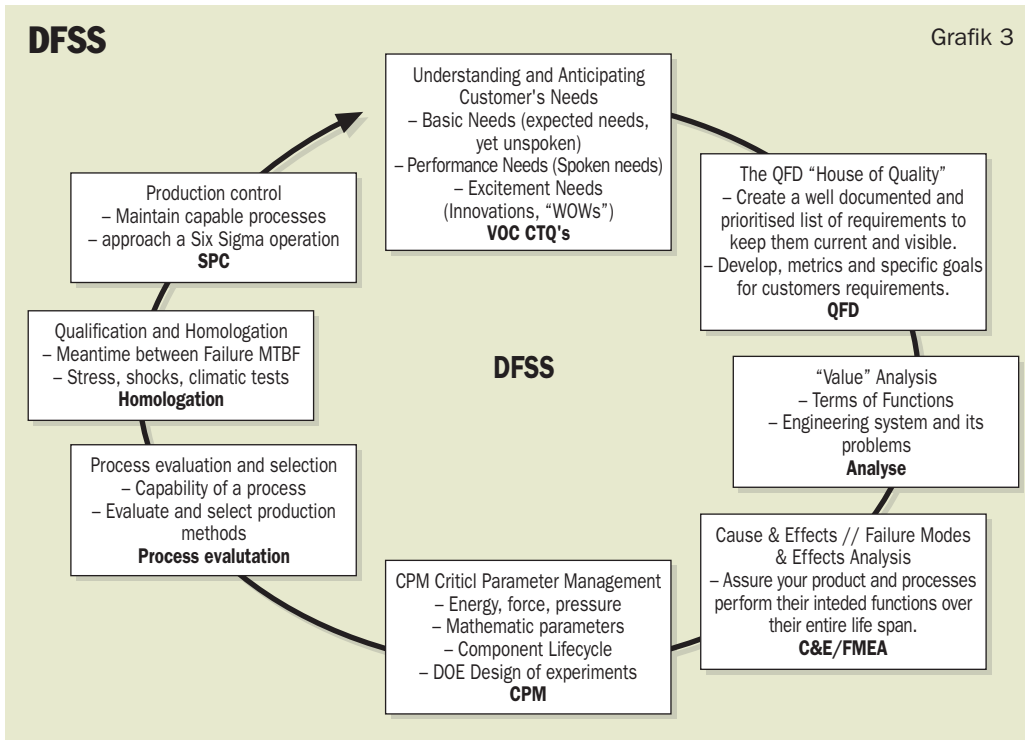 DFSS
Grafik 3
Understanding and Anticipating
Customer's Needs
– Basic Needs (expected needs,
yet unspoken)
– Performance Needs (Spoken needs)
– Excitement Needs
(Innovations, “WOWs”)
VOC CTQ's
The QFD “House of Quality”
– Create a well documented and
prioritised list of requirements to
keep them current and visible.
– Develop, metrics and specific goals
for customers requirements.
QFD
“Value” Analysis
– Terms of Functions
– Engineering system and its
problems
Analyse
Cause & Effects // Failure Modes
& Effects Analysis
– Assure your product and processes
perform their inteded functions over
their entire life span.
C&E/FMEA
CPM Criticl Parameter Management
– Energy, force, pressure
– Mathematic parameters
– Component Lifecycle
– DOE Design of experiments
CPM
Process evaluation and selection
– Capability of a process
– Evaluate and select production
methods
Process evalutation
Qualification and Homologation
– Meantime between Failure MTBF
– Stress, shocks, climatic tests
Homologation
Production control
– Maintain capable processes
– approach a Six Sigma operation
SPC
DFSS